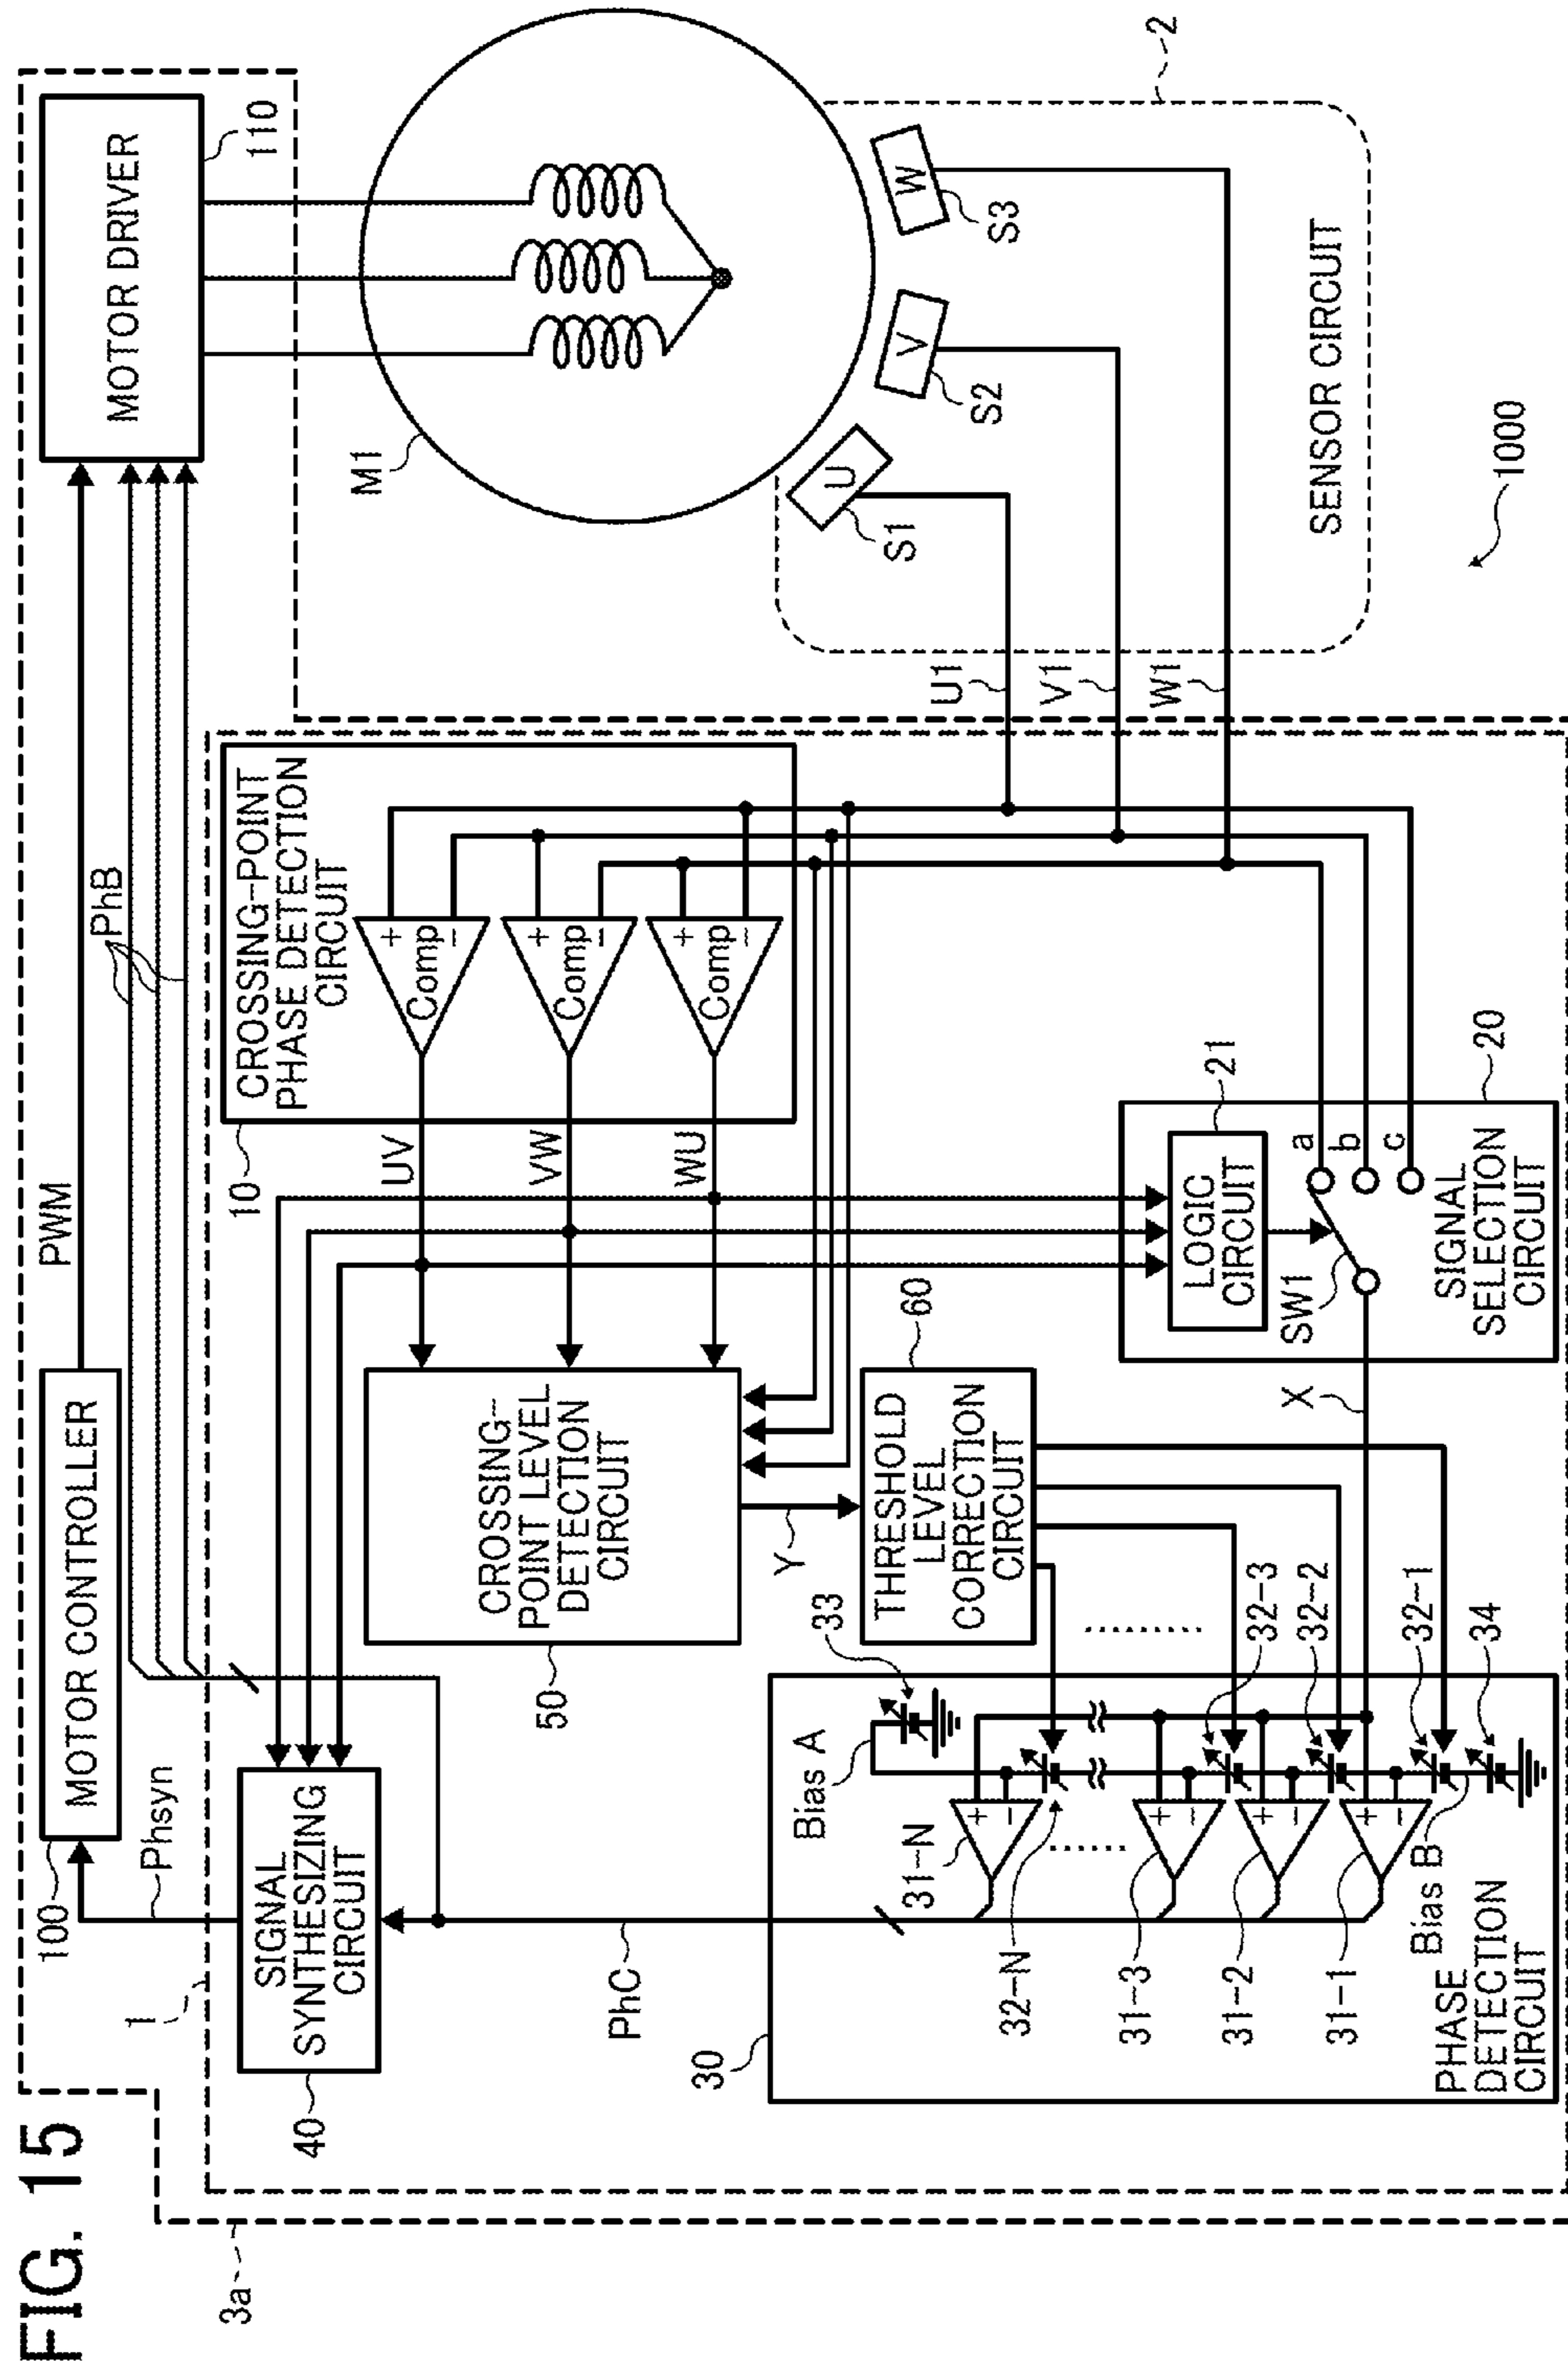 FIG. 15
3a
1
100
MOTOR CONTROLLER
PWM
MOTOR DRIVER
110
Phsyn
PhB
40
SIGNAL
SYNTHESIZING
CIRCUIT
10
CROSSING-POINT
PHASE DETECTION
CIRCUIT
+
Comp
−
+
Comp
−
+
Comp
−
UV
VW
WU
M1
50
CROSSING-
POINT LEVEL
DETECTION
CIRCUIT
PhC
Y
60
THRESHOLD
LEVEL
CORRECTION
CIRCUIT
U
S1
V
S2
W
S3
U1
V1
W1
2
SENSOR CIRCUIT
1000
30
Bias A
33
31-N
+
−
32-N
31-3
+
−
32-3
31-2
+
−
32-2
31-1
+
−
32-1
Bias B
34
PHASE
DETECTION
CIRCUIT
X
21
LOGIC
CIRCUIT
20
SW1
a
b
c
SIGNAL
SELECTION
CIRCUIT